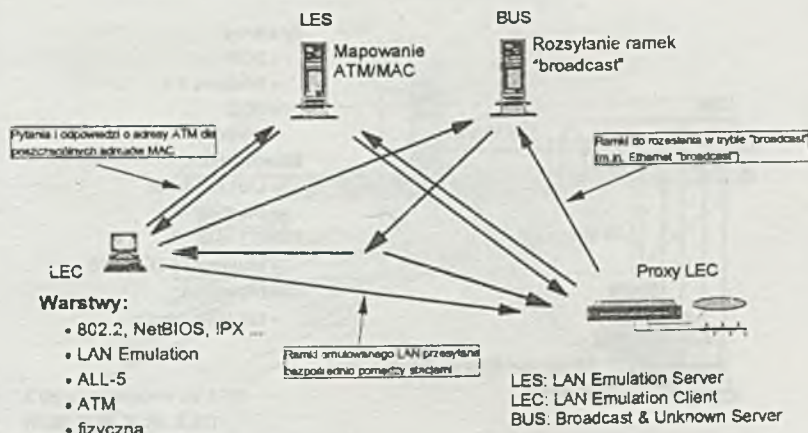 LES
BUS
Mapowanie
ATM/MAC
Rozsyłanie ramek
"broadcast"
Pytania i odpowiedzi o adresy ATM dla
poszczególnych adresów MAC
Ramki do rozesłania w trybie "broadcast"
(m.in. Ethernet "broadcast")
LEC
Proxy LEC
Warstwy:
• 802.2, NetBIOS, IPX ...
• LAN Emulation
• ALL-5
• ATM
• fizyczna
Ramki emulowanego LAN przesyłane
bezpośrednio pomiędzy stacjami
LES: LAN Emulation Server
LEC: LAN Emulation Client
BUS: Broadcast & Unknown Server